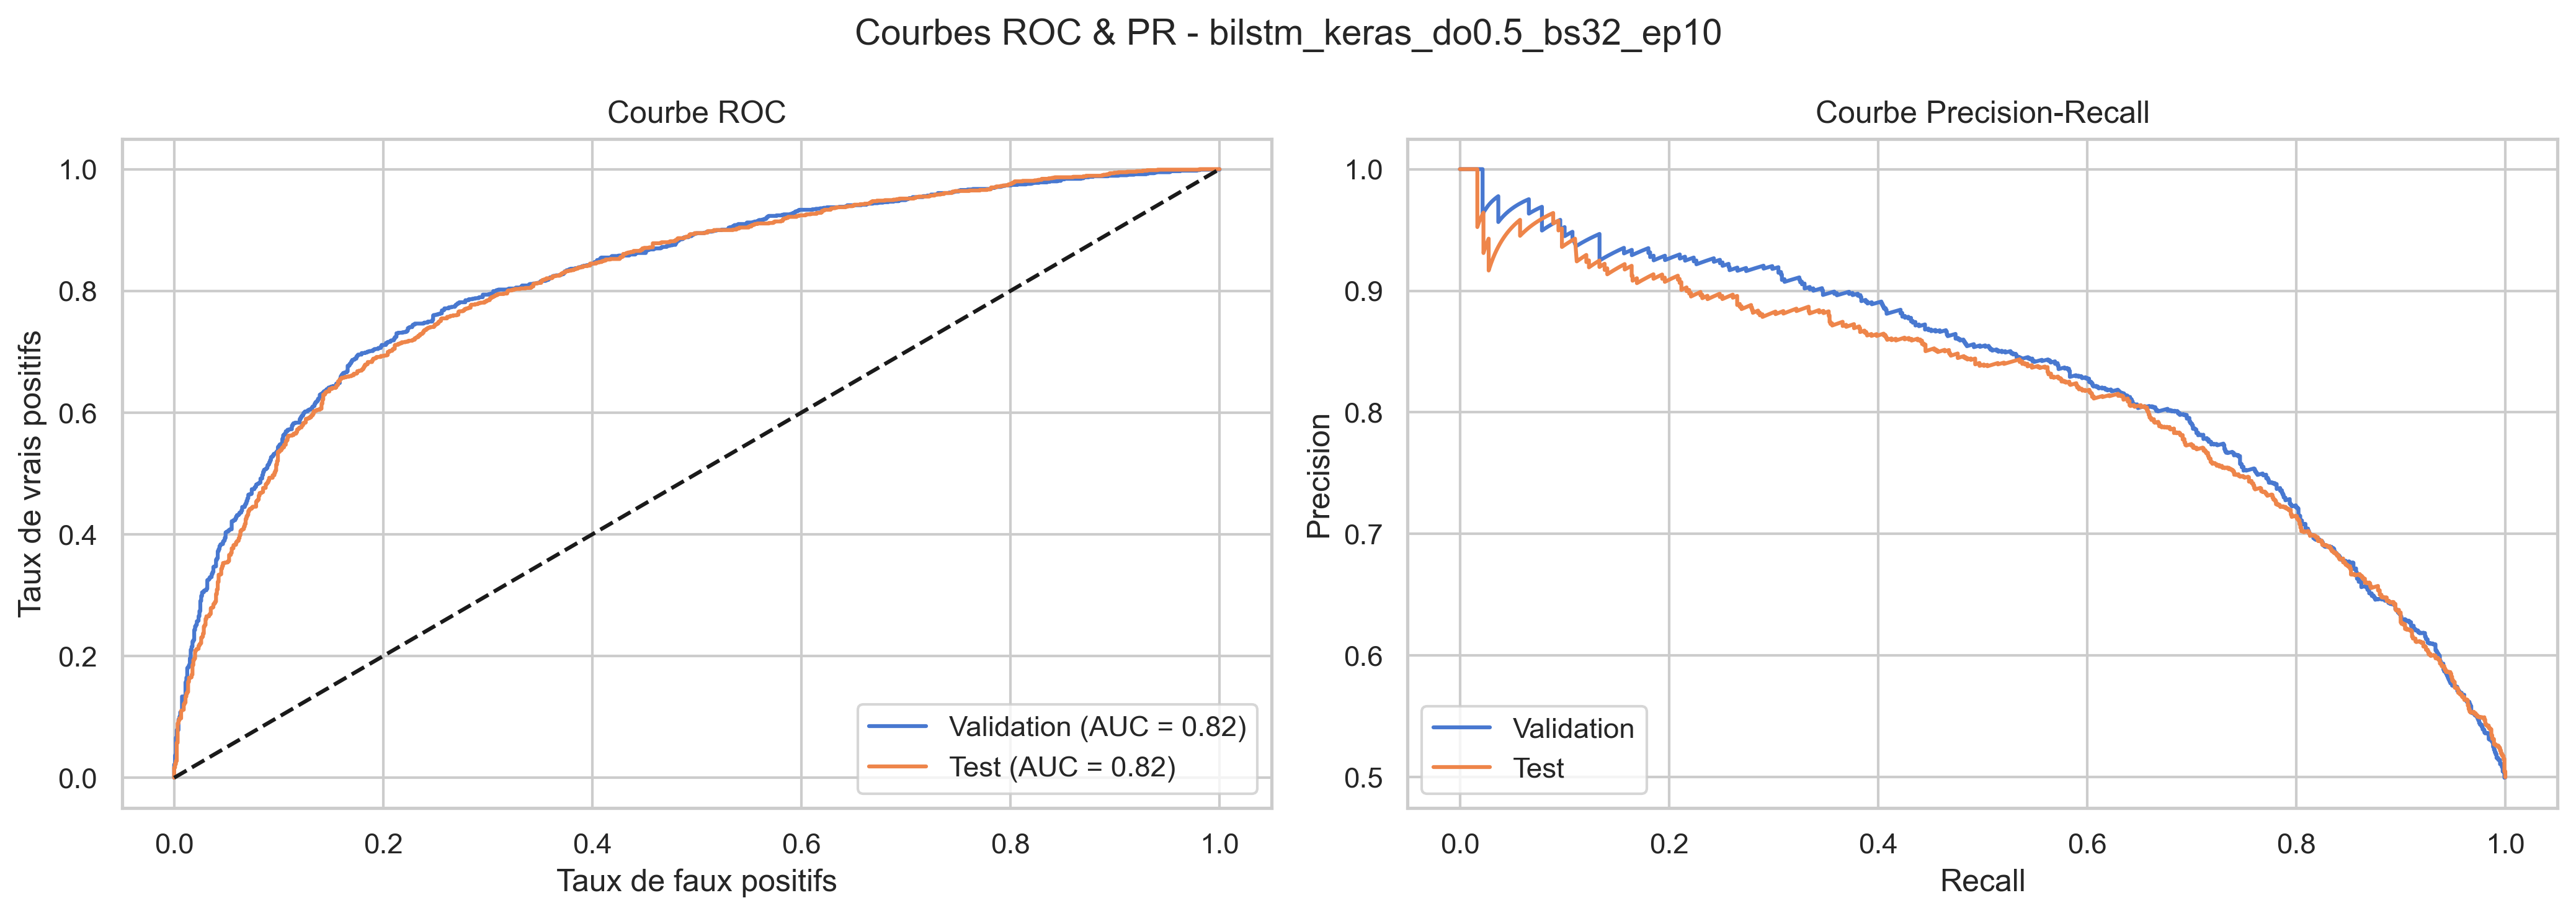 Courbes ROC & PR - bilstm_keras_do0.5_bs32_ep10
Courbe ROC
Taux de vrais positifs
1.0
0.8
0.6
0.4
0.2
0.0
0.0 0.2 0.4 0.6 0.8 1.0
Taux de faux positifs
Validation (AUC = 0.82)
Test (AUC = 0.82)
Courbe Precision-Recall
Precision
1.0
0.9
0.8
0.7
0.6
0.5
0.0 0.2 0.4 0.6 0.8 1.0
Recall
Validation
Test